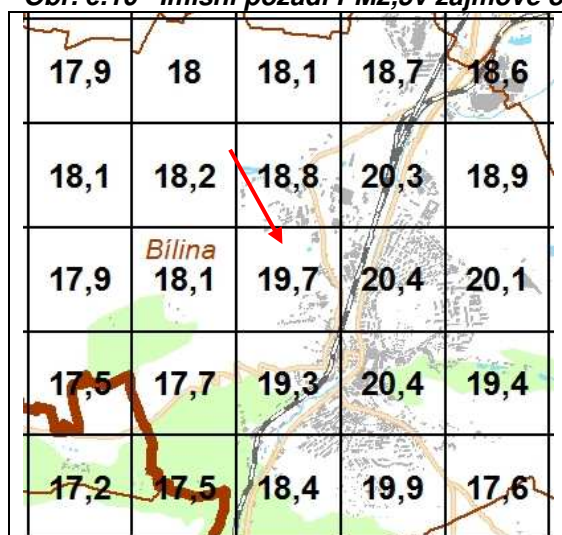 17,9 18 18,1 18,7 18,6
18,1 18,2 18,8 20,3 18,9
Bílina
17,9 18,1 19,7 20,4 20,1
17,5 17,7 19,3 20,4 19,4
17,2 17,5 18,4 19,9 17,6